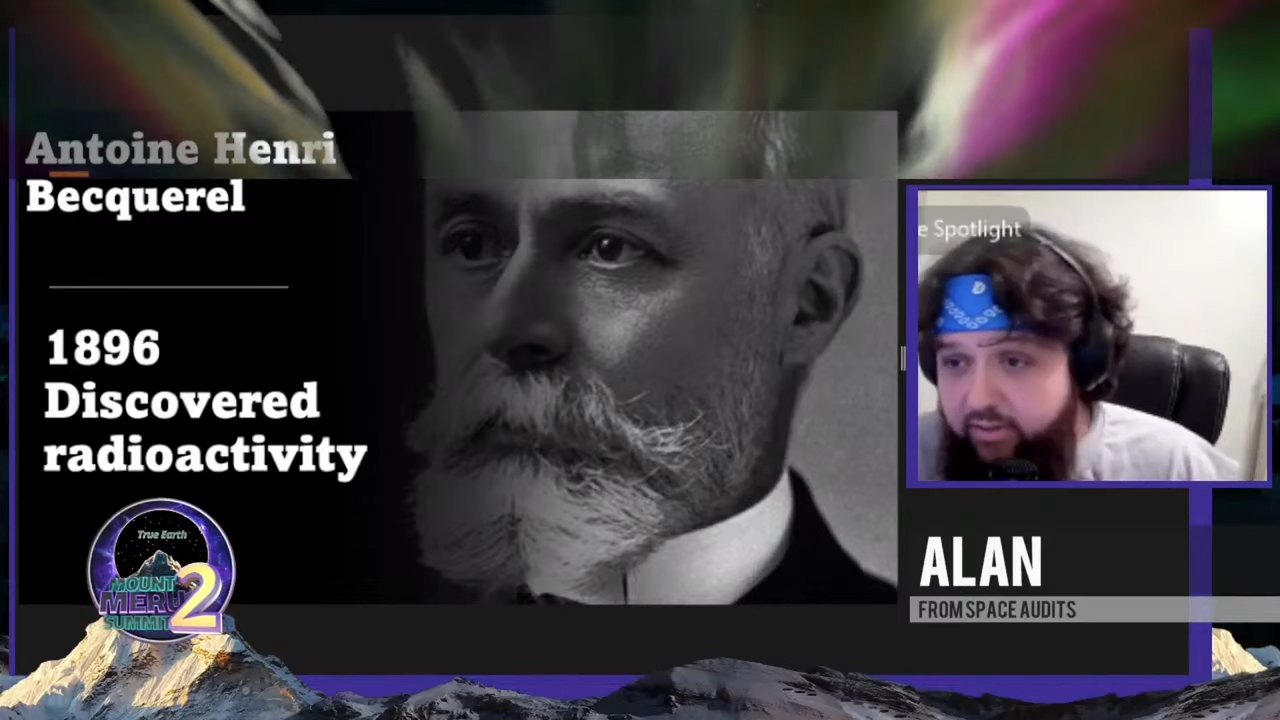 Antoine Henri
Becquerel
1896
Discovered
radioactivity
True Earth
MOUNT
MERU
SUMMIT
2
e Spotlight
ALAN
FROM SPACE AUDITS